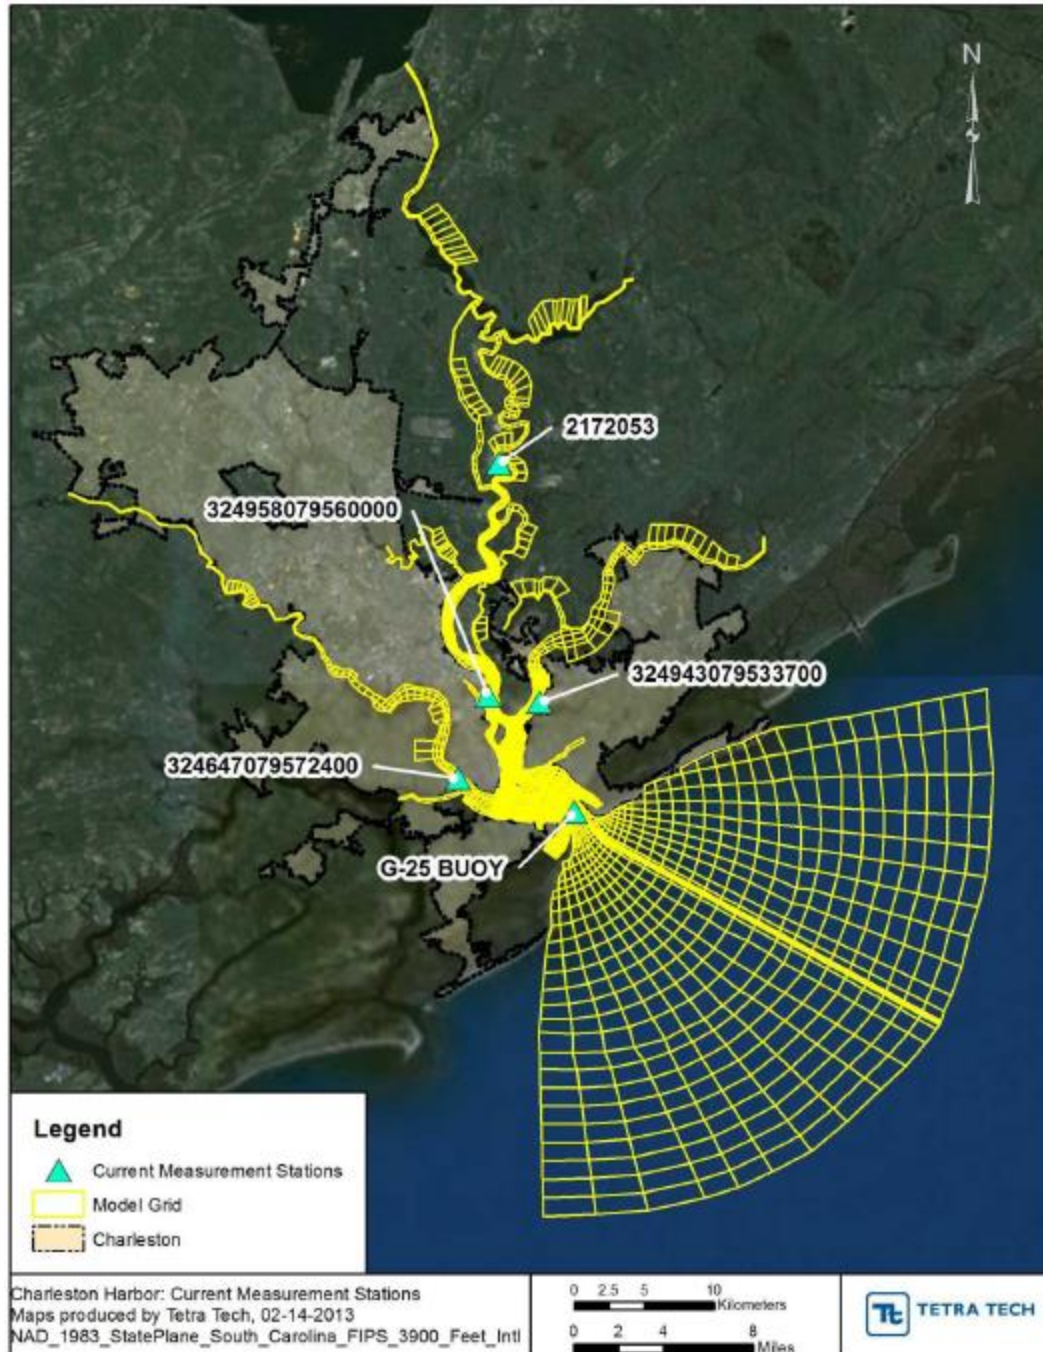 N
2172053
324958079560000
324943079533700
324647079572400
G-25 BUOY
Legend
Current Measurement Stations
Model Grid
Charleston
Charleston Harbor: Current Measurement Stations
Maps produced by Tetra Tech, 02-14-2013
NAD_1983_StatePlane_South_Carolina_FIPS_3900_Feet_Intl
0 2.5 5 10
Kilometers
0 2 4 8
Miles
Tt TETRA TECH